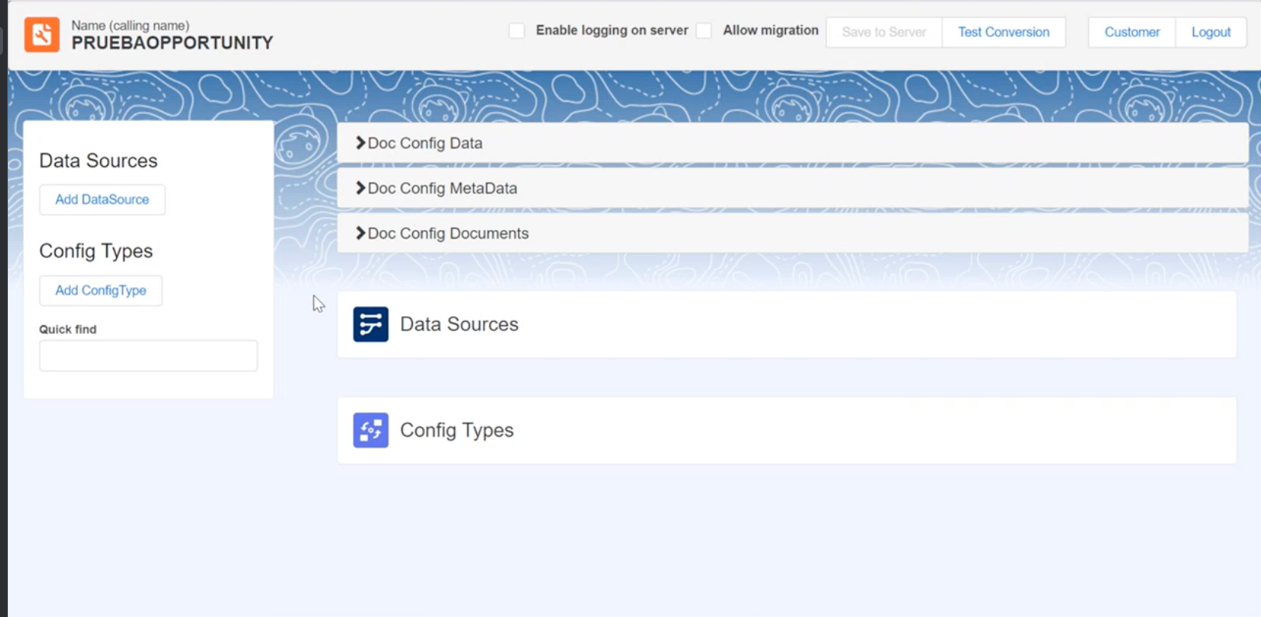 Name (calling name)
PRUEBAOPPORTUNITY
Enable logging on server
Allow migration
Save to Server
Test Conversion
Customer
Logout
Data Sources
Add DataSource
Config Types
Add ConfigType
Quick find
Doc Config Data
Doc Config MetaData
Doc Config Documents
Data Sources
Config Types